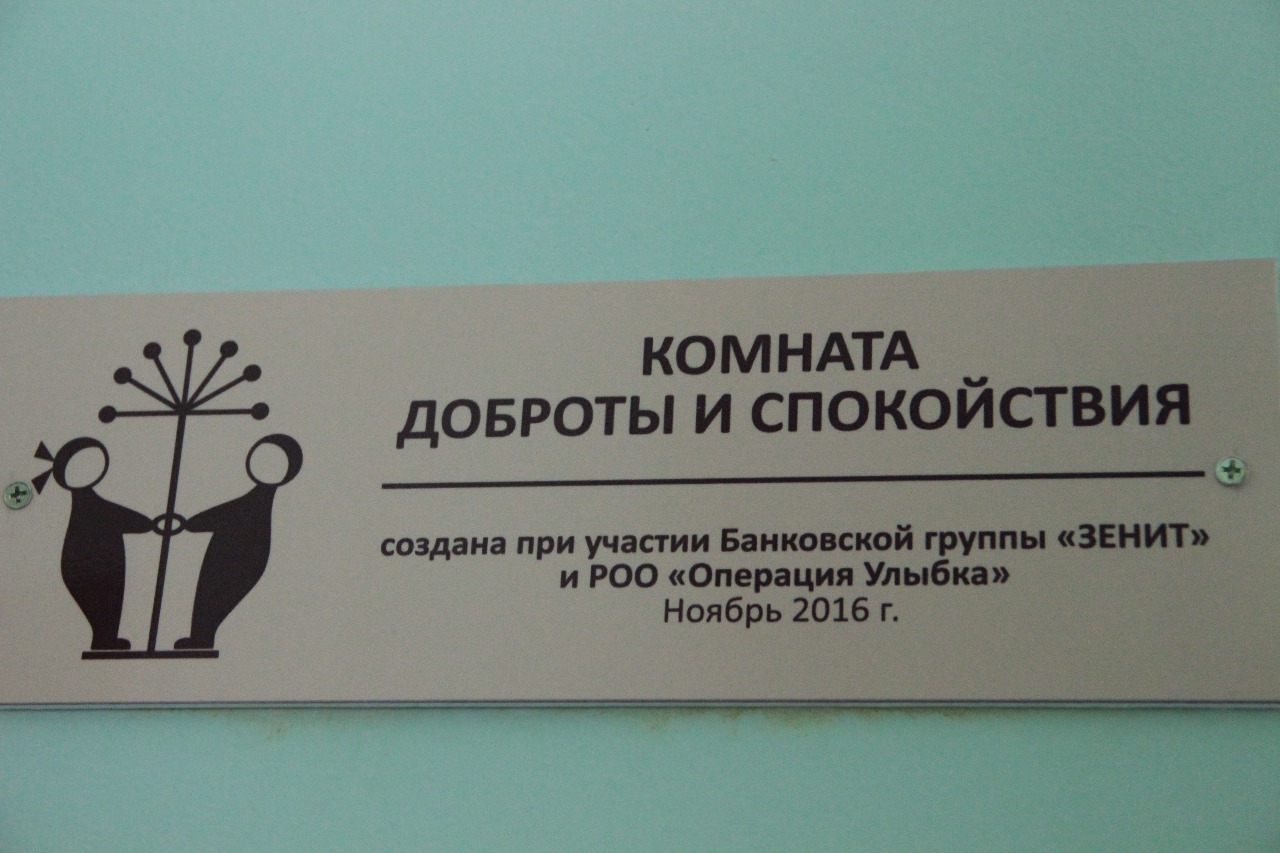 КОМНАТА
ДОБРОТЫ И СПОКОЙСТВИЯ
создана при участии Банковской группы «ЗЕНИТ»
и РОО «Операция Улыбка»
Ноябрь 2016 г.